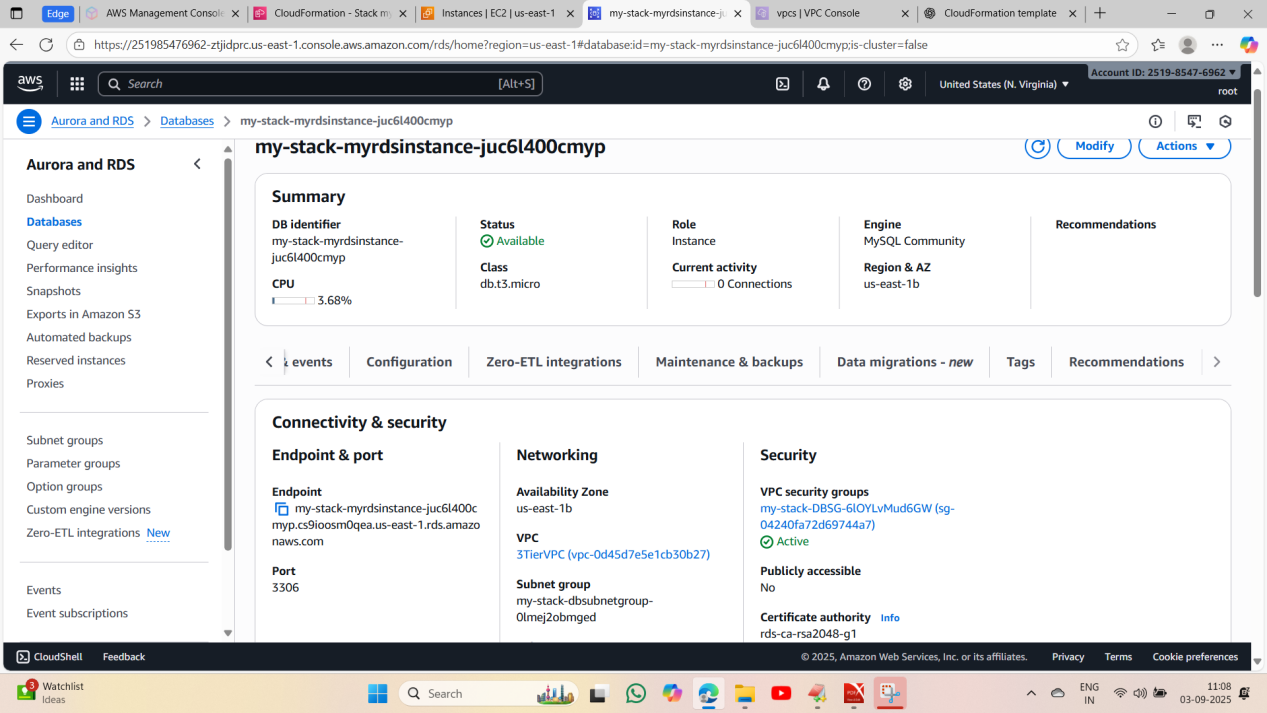 Edge
AWS Management Console
CloudFormation - Stack my
Instances | EC2 | us-east-1
my-stack-myrdsinstance-ju
vpcs | VPC Console
CloudFormation template
https://251985476962-ztjidprc.us-east-1.console.aws.amazon.com/rds/home?region=us-east-1#database:id=my-stack-myrdsinstance-juc6l400cmyp;is-cluster=false
aws
Search
[Alt+S]
United States (N. Virginia)
Account ID: 2519-8547-6962
root
Aurora and RDS
Databases
my-stack-myrdsinstance-juc6l400cmyp
Aurora and RDS
Dashboard
Databases
Query editor
Performance insights
Snapshots
Exports in Amazon S3
Automated backups
Reserved instances
Proxies
Subnet groups
Parameter groups
Option groups
Custom engine versions
Zero-ETL integrations New
Events
Event subscriptions
my-stack-myrdsinstance-juc6l400cmyp
Modify
Actions
Summary
DB identifier
my-stack-myrdsinstance-
juc6l400cmyp
CPU
3.68%
Status
Available
Class
db.t3.micro
Role
Instance
Current activity
0 Connections
Engine
MySQL Community
Region & AZ
us-east-1b
Recommendations
& events
Configuration
Zero-ETL integrations
Maintenance & backups
Data migrations - new
Tags
Recommendations
Connectivity & security
Endpoint & port
Endpoint
my-stack-myrdsinstance-juc6l400c
myp.cs9ioosm0qea.us-east-1.rds.amazo
naws.com
Port
3306
Networking
Availability Zone
us-east-1b
VPC
3TierVPC (vpc-0d45d7e5e1cb30b27)
Subnet group
my-stack-dbsubnetgroup-
0lmej2obmged
Security
VPC security groups
my-stack-DBSG-6lOYLvMud6GW (sg-
04240fa72d69744a7)
Active
Publicly accessible
No
Certificate authority Info
rds-ca-rsa2048-g1
CloudShell
Feedback
© 2025, Amazon Web Services, Inc. or its affiliates.
Privacy
Terms
Cookie preferences
3
Watchlist
Ideas
Search
ENG
IN
11:08
03-09-2025